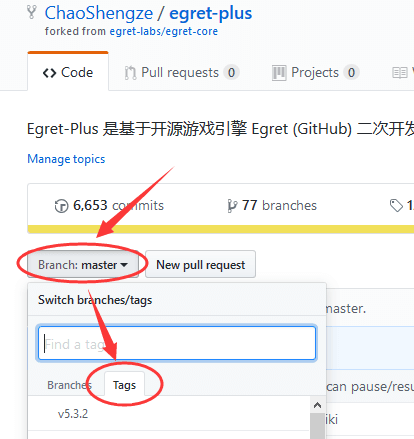 ChaoShengze / egret-plus
forked from egret-labs/egret-core
Code
Pull requests 0
Projects 0
Egret-Plus 是基于开源游戏引擎 Egret (GitHub) 二次开发
Manage topics
6,653 commits
77 branches
Branch: master
New pull request
Switch branches/tags
master.
Find a tag
Branches
Tags
can pause/resu
v5.3.2
iki